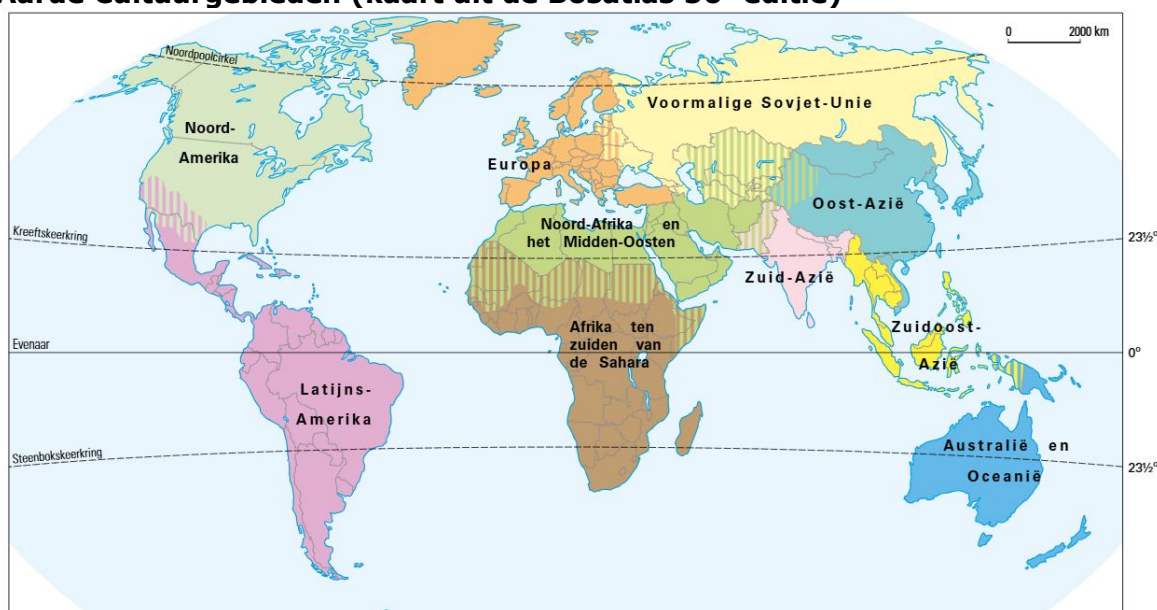 Aarde Cultuurgebieden (kaart uit de Bosatlas 56
0 2000 km
Noordpoolcirkel
Voormalige Sovjet-Unie
Noord-
Amerika
Europa
Oost-Azië
Noord-Afrika en
het Midden-Oosten
Kreeftskeerkring
23½°
Zuid-Azië
Afrika ten
zuiden van
de Sahara
Zuidoost-
Azië
Evenaar
0°
Latijns-
Amerika
Australië en
Oceanië
Steenbokskeerkring
23½°